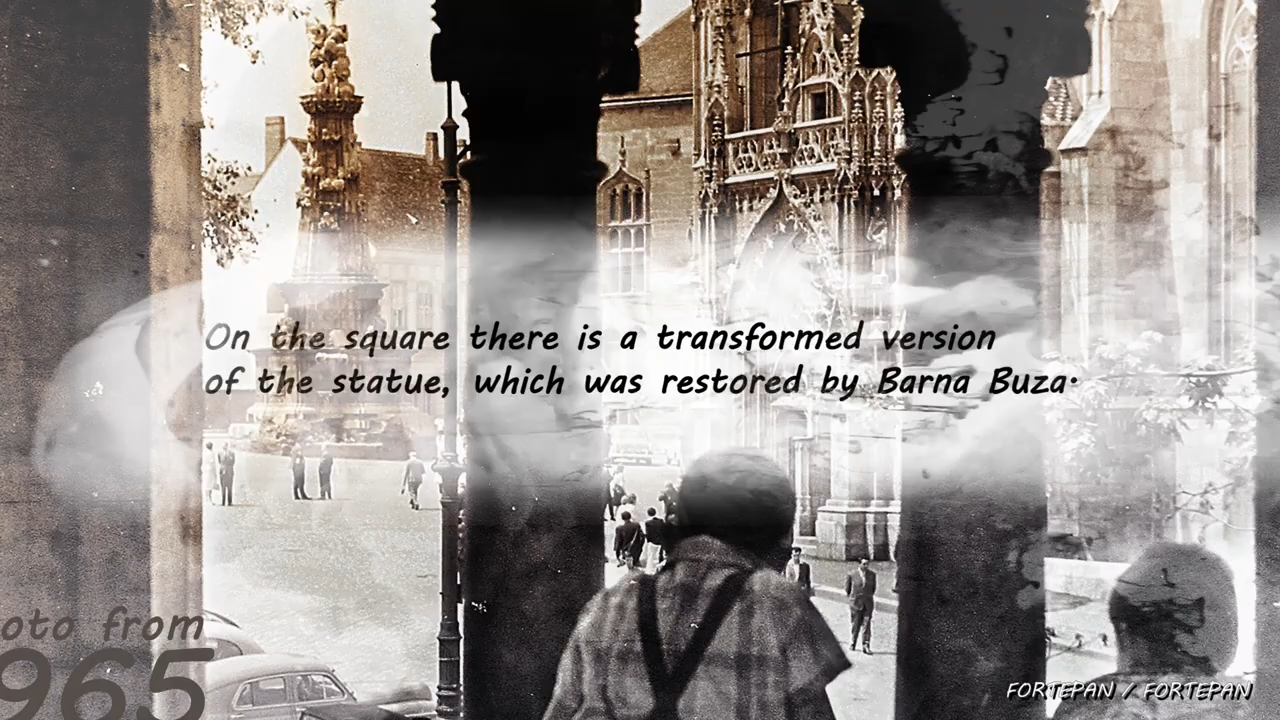 On the square there is a transformed version
of the statue, which was restored by Barna Buza.
oto from
965
FORTEPAN / FORTEPAN